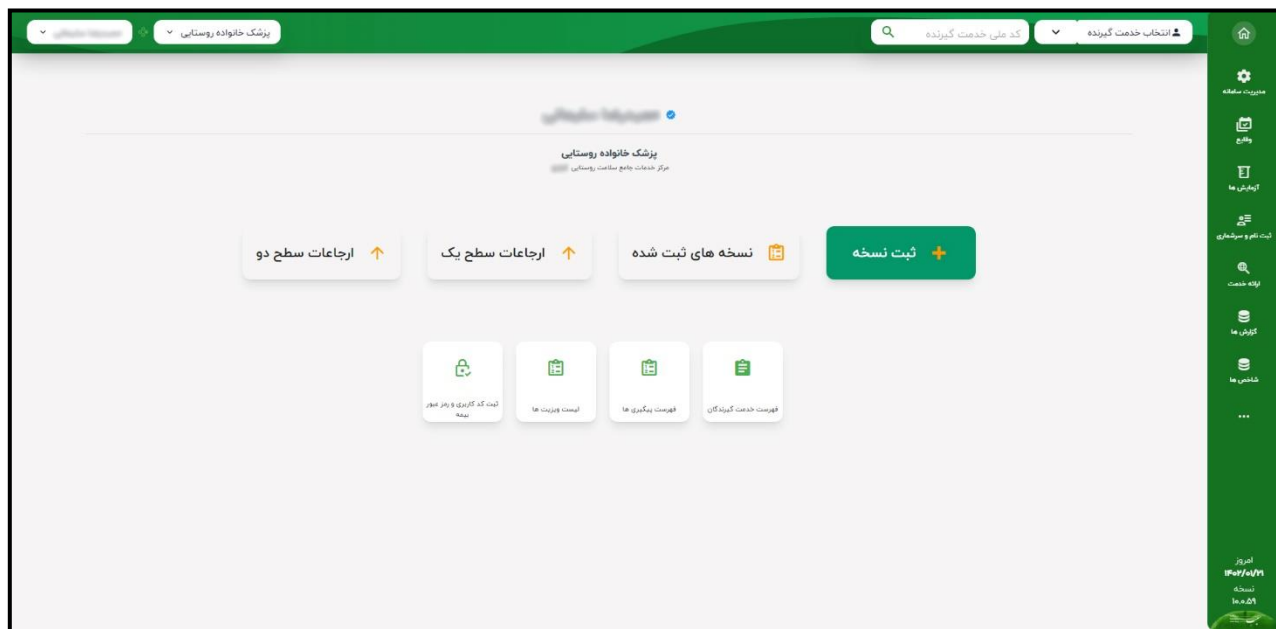 انتخاب خدمت گیرنده
کد ملی خدمت گیرنده
پزشک خانواده روستایی
مدیریت سامانه
وقایع
آزمایش ها
ثبت نام و سرشماری
ارائه خدمت
گزارش ها
شاخص ها
...
امروز
۱۴۰۲/۰۱/۲۱
نسخه
۱۰.۰.۵۹
پزشک خانواده روستایی
مرکز خدمات جامع سلامت روستایی
ثبت نسخه
نسخه های ثبت شده
ارجاعات سطح یک
ارجاعات سطح دو
فهرست خدمت گیرندگان
فهرست پیگیری ها
لیست ویزیت ها
ثبت کد کاربری و رمز عبور
بیمه